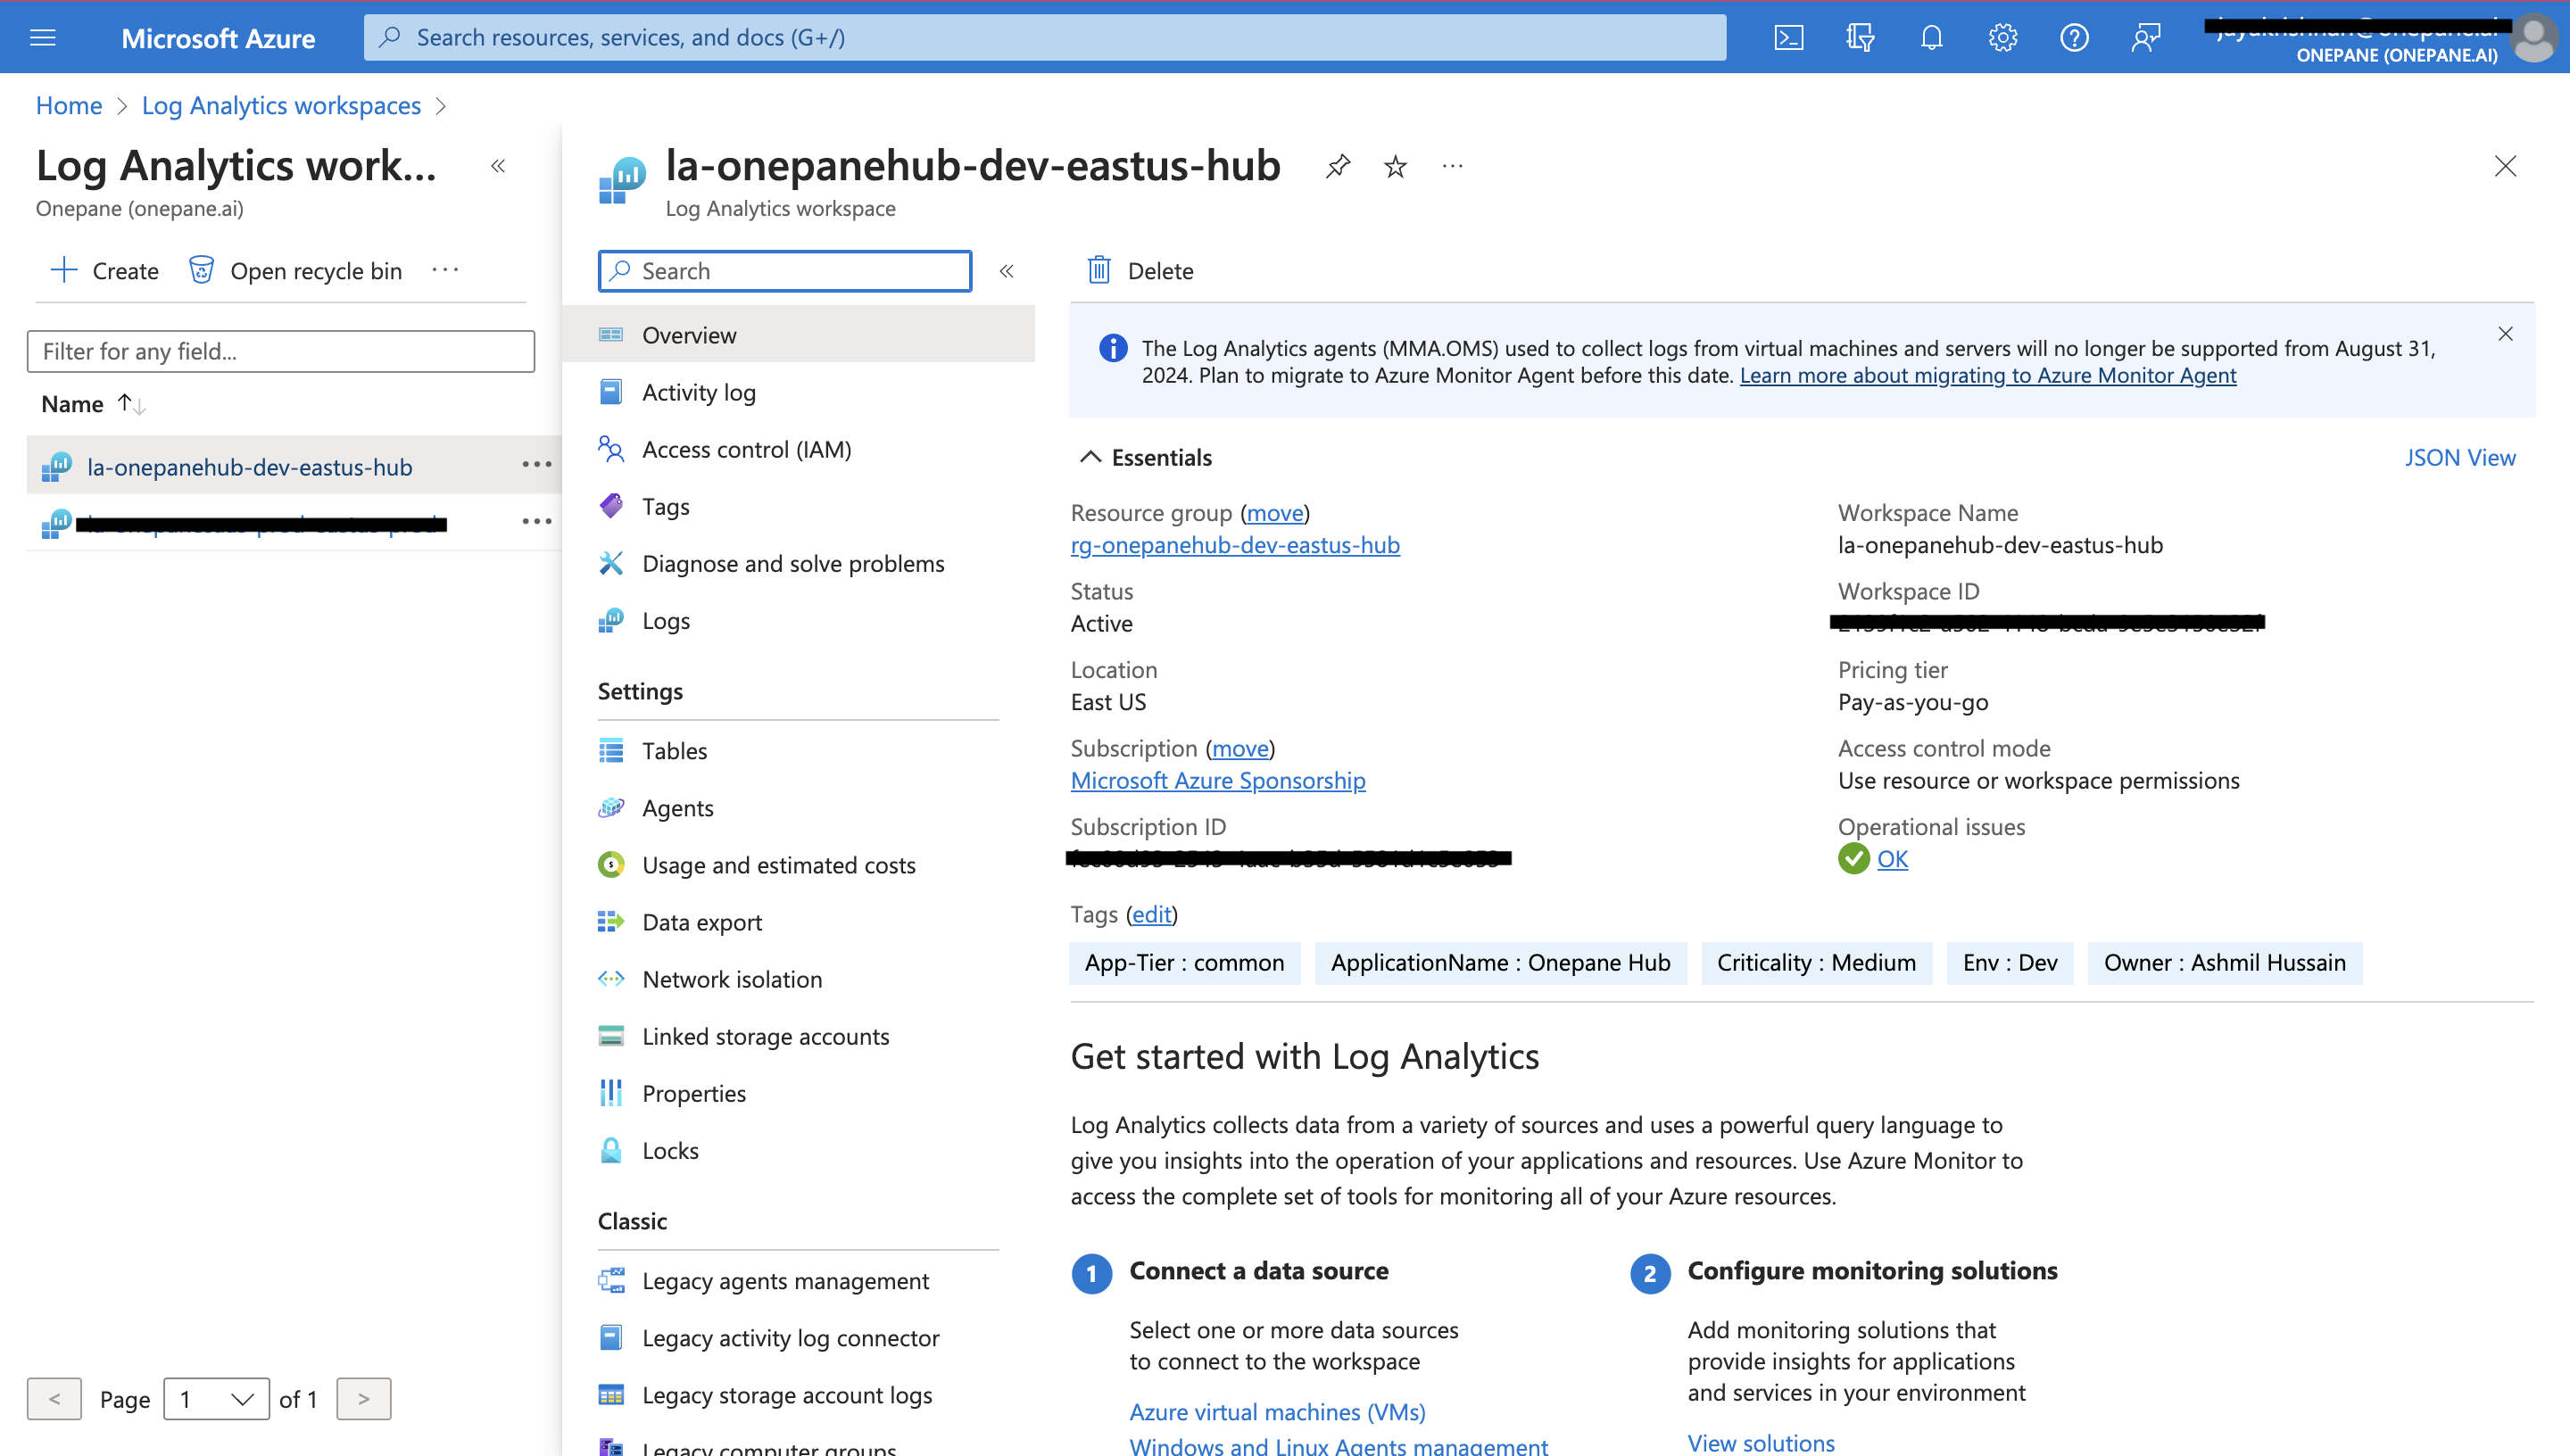 Microsoft Azure
Search resources, services, and docs (G+/)
ONEPANE (ONEPANE.AI)
Home > Log Analytics workspaces >
Log Analytics work...
Onepane (onepane.ai)
Create
Open recycle bin
Filter for any field...
Name
la-onepanehub-dev-eastus-hub
< Page 1 of 1 >
la-onepanehub-dev-eastus-hub
Log Analytics workspace
Search
Overview
Activity log
Access control (IAM)
Tags
Diagnose and solve problems
Logs
Settings
Tables
Agents
Usage and estimated costs
Data export
Network isolation
Linked storage accounts
Properties
Locks
Classic
Legacy agents management
Legacy activity log connector
Legacy storage account logs
Legacy computer groups
Delete
The Log Analytics agents (MMA.OMS) used to collect logs from virtual machines and servers will no longer be supported from August 31,
2024. Plan to migrate to Azure Monitor Agent before this date. Learn more about migrating to Azure Monitor Agent
Essentials
JSON View
Resource group (move)
rg-onepanehub-dev-eastus-hub
Status
Active
Location
East US
Subscription (move)
Microsoft Azure Sponsorship
Subscription ID
Workspace Name
la-onepanehub-dev-eastus-hub
Workspace ID
Pricing tier
Pay-as-you-go
Access control mode
Use resource or workspace permissions
Operational issues
OK
Tags (edit)
App-Tier : common
ApplicationName : Onepane Hub
Criticality : Medium
Env : Dev
Owner : Ashmil Hussain
Get started with Log Analytics
Log Analytics collects data from a variety of sources and uses a powerful query language to
give you insights into the operation of your applications and resources. Use Azure Monitor to
access the complete set of tools for monitoring all of your Azure resources.
1 Connect a data source
Select one or more data sources
to connect to the workspace
Azure virtual machines (VMs)
Windows and Linux Agents management
2 Configure monitoring solutions
Add monitoring solutions that
provide insights for applications
and services in your environment
View solutions